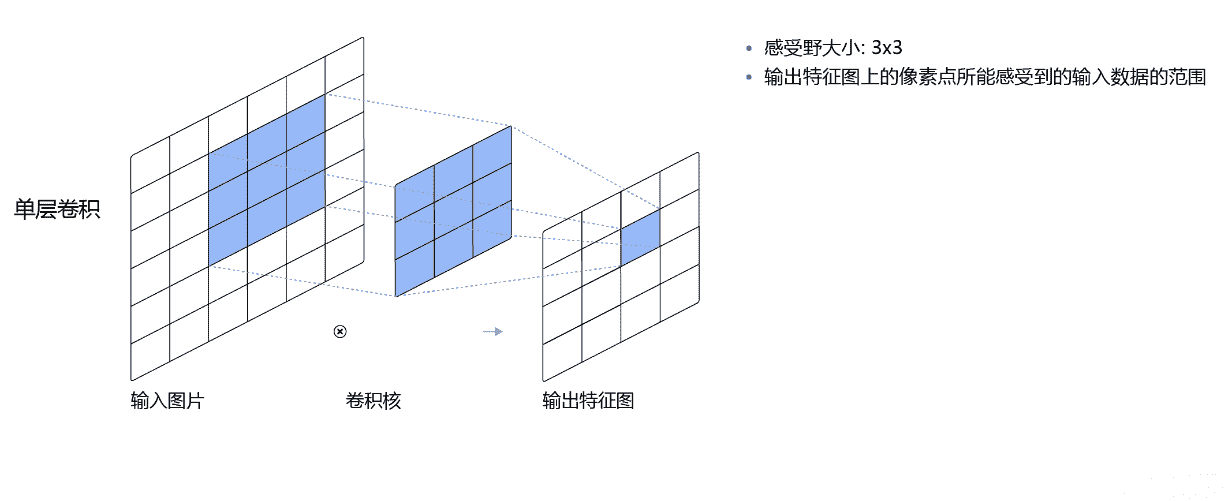 感受野大小: 3x3
输出特征图上的像素点所能感受到的输入数据的范围
单层卷积
输入图片
卷积核
输出特征图